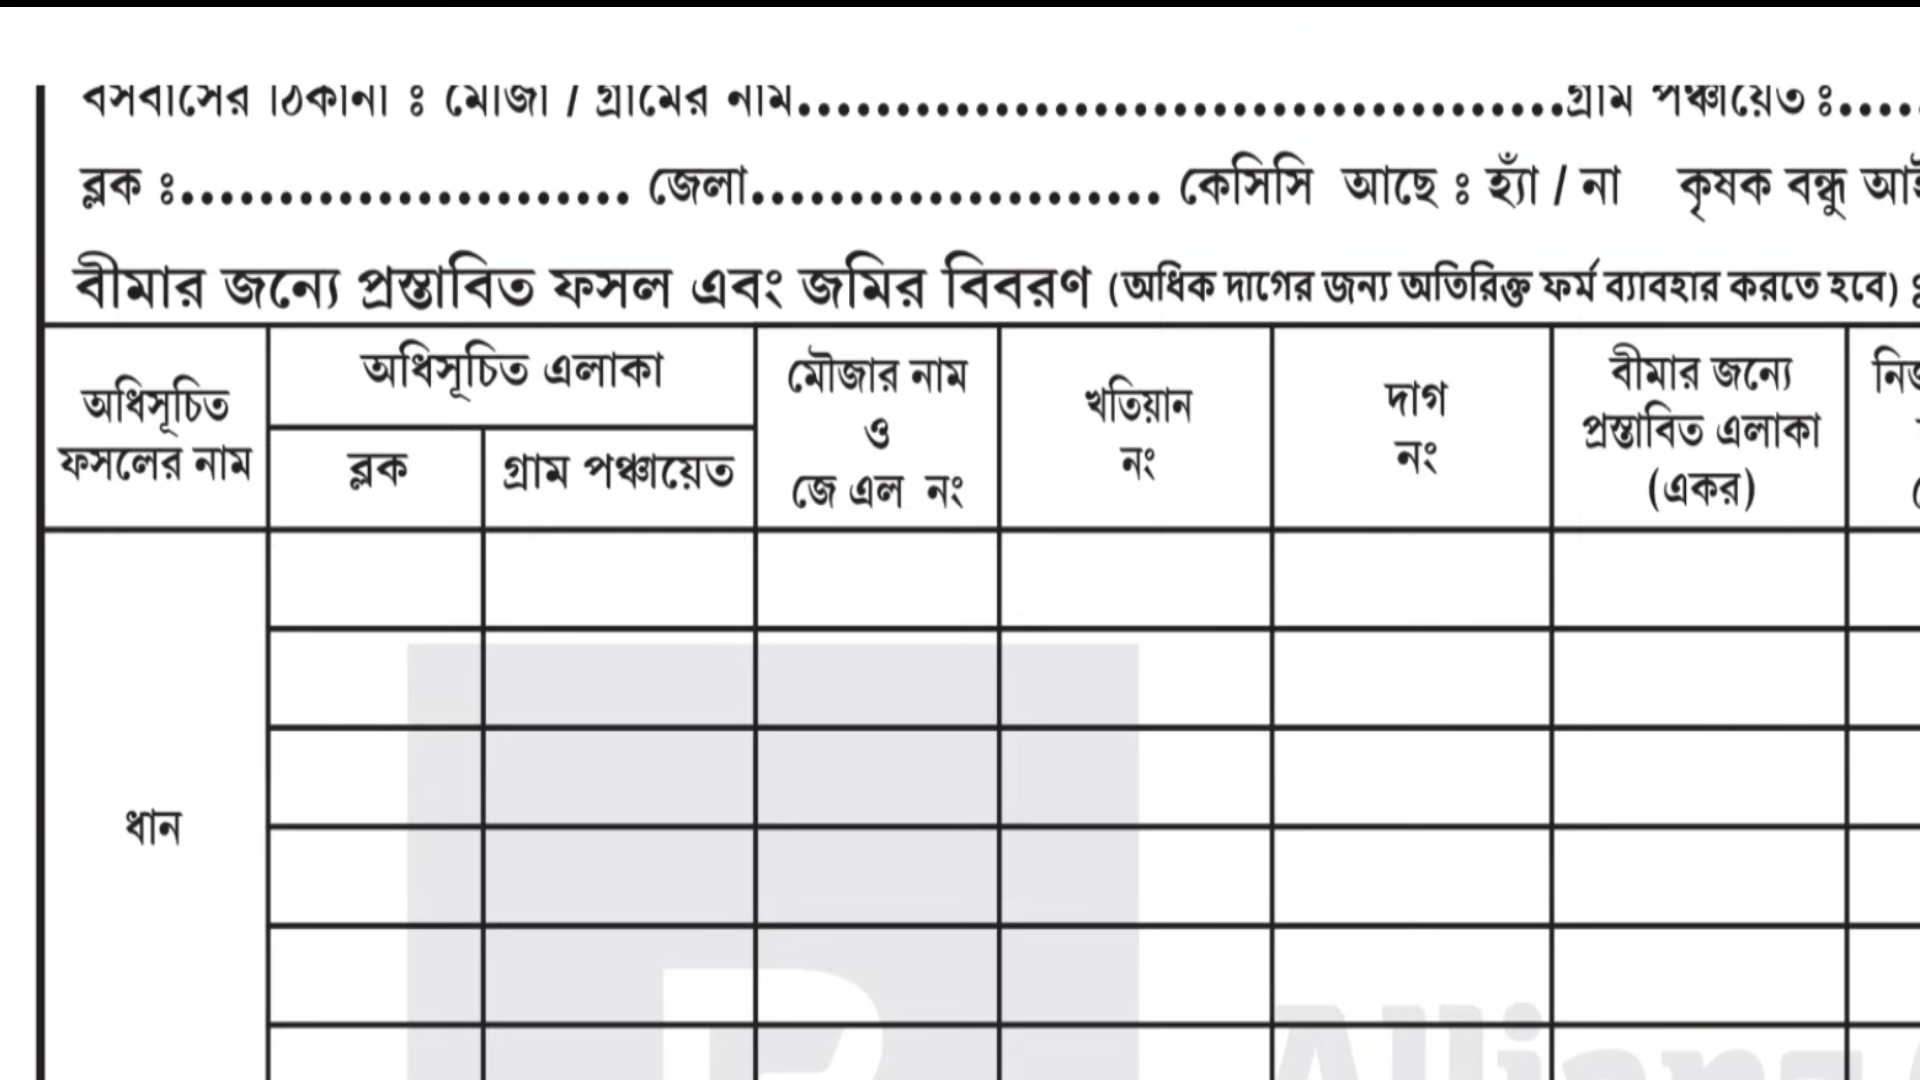 বসবাসের ঠিকানা ঃ মৌজা / গ্রামের নাম..............................................গ্রাম পঞ্চায়েত ঃ.....
ব্লক ঃ............................ জেলা......................... কেসিসি আছে ঃ হ্যাঁ / না কৃষক বন্ধু
বীমার জন্যে প্রস্তাবিত ফসল এবং জমির বিবরণ (অধিক দাগের জন্য অতিরিক্ত ফর্ম ব্যাবহার করতে হবে) ঃ
অধিসূচিত ফসলের নাম
অধিসূচিত এলাকা
ব্লক
গ্রাম পঞ্চায়েত
মৌজার নাম
ও
জে এল নং
খতিয়ান
নং
দাগ
নং
বীমার জন্যে
প্রস্তাবিত এলাকা
(একর)
ধান